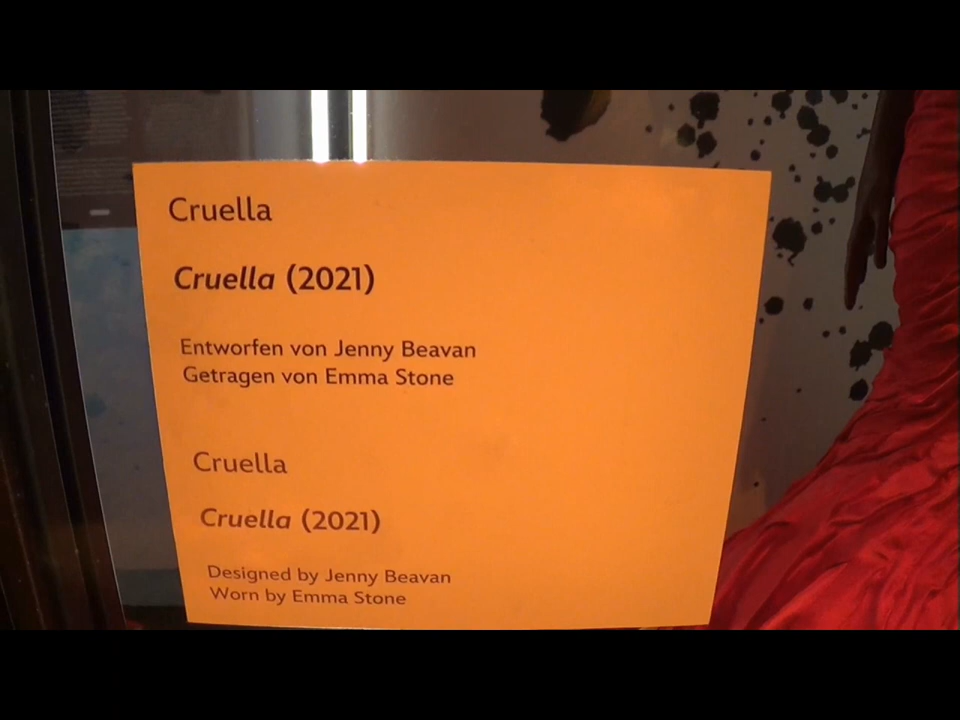 Cruella
Cruella (2021)
Entworfen von Jenny Beavan
Getragen von Emma Stone
Cruella
Cruella (2021)
Designed by Jenny Beavan
Worn by Emma Stone